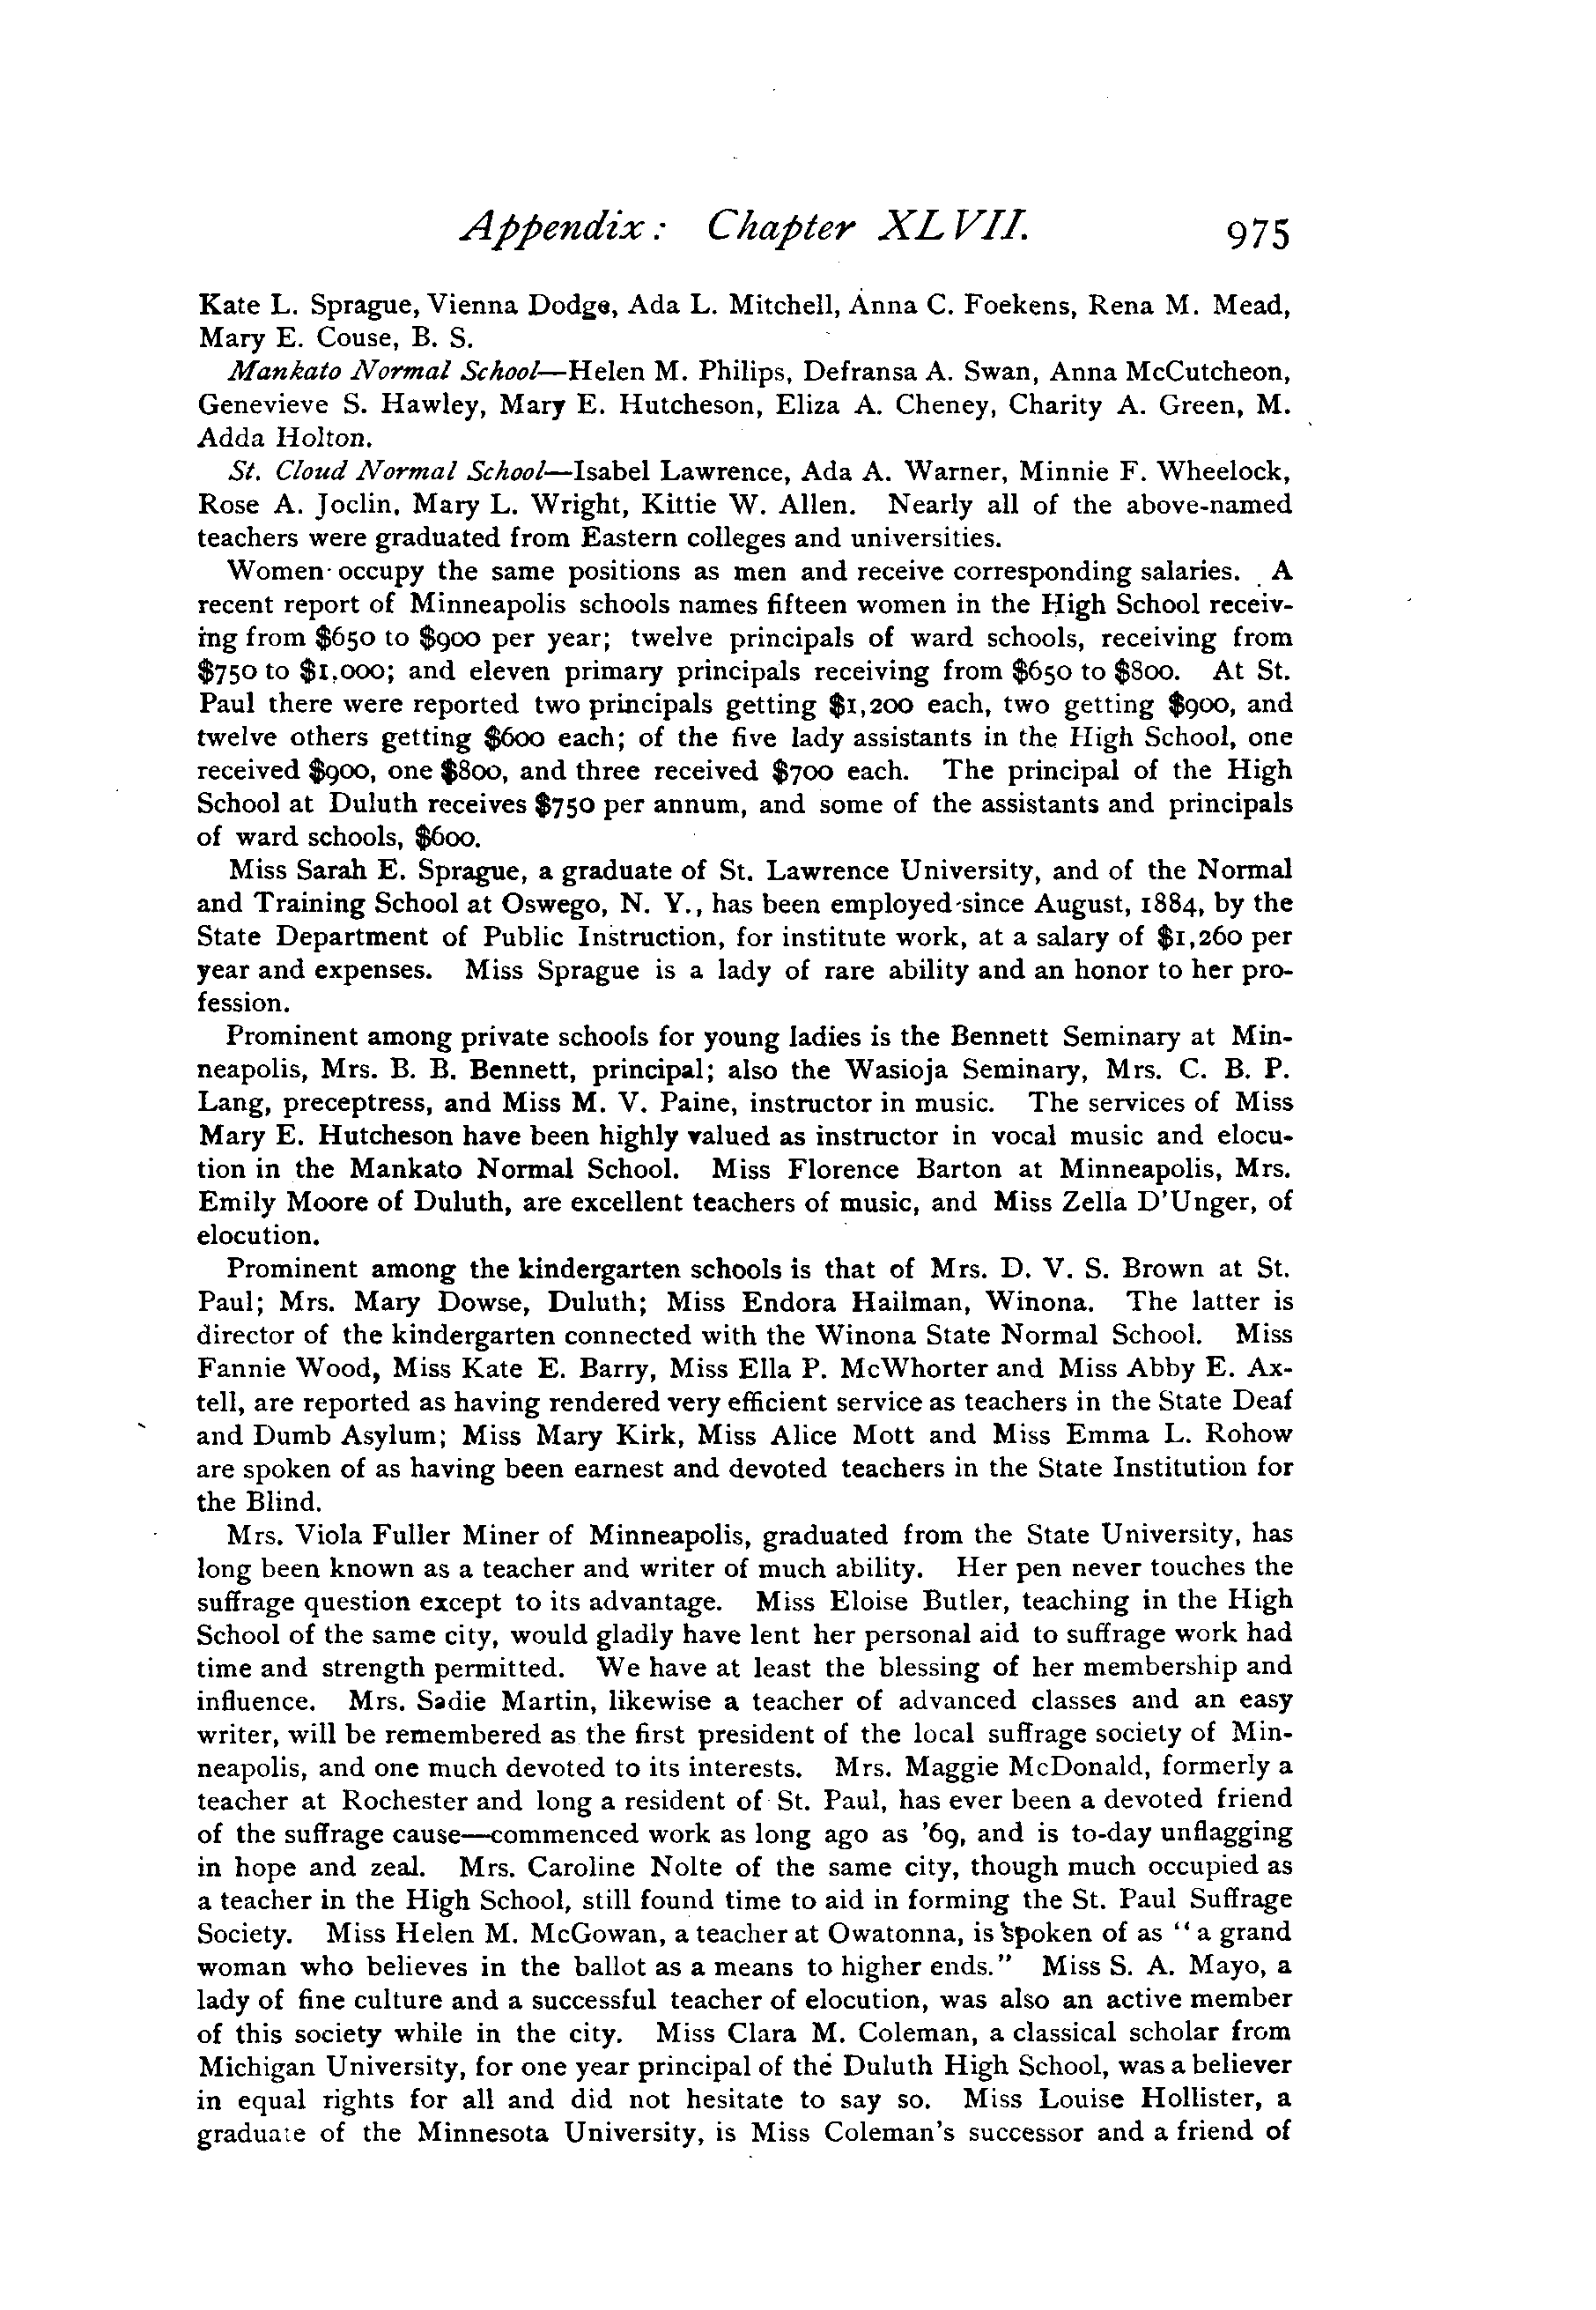 Appendix: Chapter XLVII. 975
Kate L. Sprague, Vienna Dodge, Ada L. Mitchell, Anna C. Foekens, Rena M. Mead,
Mary E. Couse, B. S.
Mankato Normal School—Helen M. Philips, Defransa A. Swan, Anna McCutcheon,
Genevieve S. Hawley, Mary E. Hutcheson, Eliza A. Cheney, Charity A. Green, M.
Adda Holton.
St. Cloud Normal School—Isabel Lawrence, Ada A. Warner, Minnie F. Wheelock,
Rose A. Joclin, Mary L. Wright, Kittie W. Allen. Nearly all of the above-named
teachers were graduated from Eastern colleges and universities.
Women occupy the same positions as men and receive corresponding salaries. A
recent report of Minneapolis schools names fifteen women in the High School receiv-
ing from $650 to $900 per year; twelve principals of ward schools, receiving from
$750 to $1,000; and eleven primary principals receiving from $650 to $800. At St.
Paul there were reported two principals getting $1,200 each, two getting $900, and
twelve others getting $600 each; of the five lady assistants in the High School, one
received $900, one $800, and three received $700 each. The principal of the High
School at Duluth receives $750 per annum, and some of the assistants and principals
of ward schools, $600.
Miss Sarah E. Sprague, a graduate of St. Lawrence University, and of the Normal
and Training School at Oswego, N. Y., has been employed since August, 1884, by the
State Department of Public Instruction, for institute work, at a salary of $1,260 per
year and expenses. Miss Sprague is a lady of rare ability and an honor to her pro-
fession.
Prominent among private schools for young ladies is the Bennett Seminary at Min-
neapolis, Mrs. B. B. Bennett, principal; also the Wasioja Seminary, Mrs. C. B. P.
Lang, preceptress, and Miss M. V. Paine, instructor in music. The services of Miss
Mary E. Hutcheson have been highly valued as instructor in vocal music and elocu-
tion in the Mankato Normal School. Miss Florence Barton at Minneapolis, Mrs.
Emily Moore of Duluth, are excellent teachers of music, and Miss Zella D'Unger, of
elocution.
Prominent among the kindergarten schools is that of Mrs. D. V. S. Brown at St.
Paul; Mrs. Mary Dowse, Duluth; Miss Endora Hailman, Winona. The latter is
director of the kindergarten connected with the Winona State Normal School. Miss
Fannie Wood, Miss Kate E. Barry, Miss Ella P. McWhorter and Miss Abby E. Ax-
tell, are reported as having rendered very efficient service as teachers in the State Deaf
and Dumb Asylum; Miss Mary Kirk, Miss Alice Mott and Miss Emma L. Rohow
are spoken of as having been earnest and devoted teachers in the State Institution for
the Blind.
Mrs. Viola Fuller Miner of Minneapolis, graduated from the State University, has
long been known as a teacher and writer of much ability. Her pen never touches the
suffrage question except to its advantage. Miss Eloise Butler, teaching in the High
School of the same city, would gladly have lent her personal aid to suffrage work had
time and strength permitted. We have at least the blessing of her membership and
influence. Mrs. Sadie Martin, likewise a teacher of advanced classes and an easy
writer, will be remembered as the first president of the local suffrage society of Min-
neapolis, and one much devoted to its interests. Mrs. Maggie McDonald, formerly a
teacher at Rochester and long a resident of St. Paul, has ever been a devoted friend
of the suffrage cause—commenced work as long ago as '69, and is to-day unflagging
in hope and zeal. Mrs. Caroline Nolte of the same city, though much occupied as
a teacher in the High School, still found time to aid in forming the St. Paul Suffrage
Society. Miss Helen M. McGowan, a teacher at Owatonna, is spoken of as "a grand
woman who believes in the ballot as a means to higher ends." Miss S. A. Mayo, a
lady of fine culture and a successful teacher of elocution, was also an active member
of this society while in the city. Miss Clara M. Coleman, a classical scholar from
Michigan University, for one year principal of the Duluth High School, was a believer
in equal rights for all and did not hesitate to say so. Miss Louise Hollister, a
graduate of the Minnesota University, is Miss Coleman's successor and a friend of